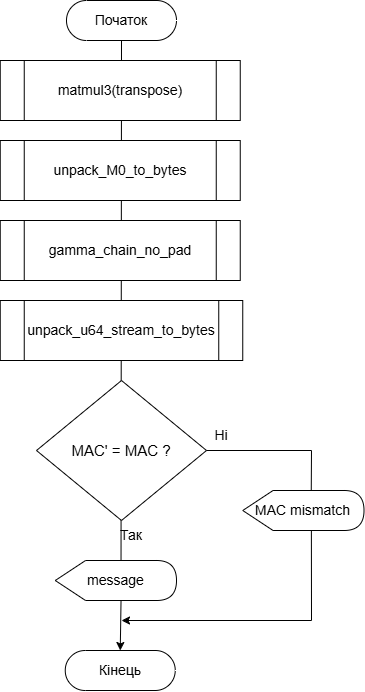 Початок
matmul3(transpose)
unpack_M0_to_bytes
gamma_chain_no_pad
unpack_u64_stream_to_bytes
MAC' = MAC ?
Ні
MAC mismatch
Так
message
Кінець